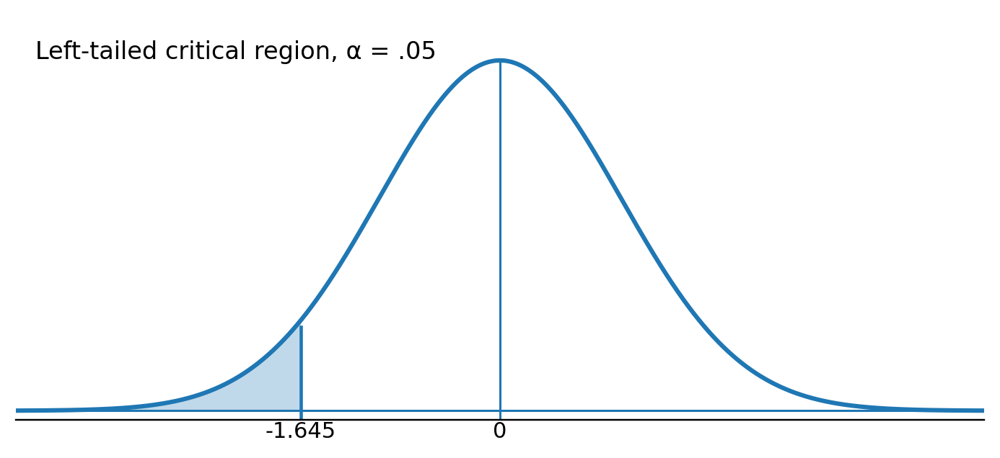 Left-tailed critical region, α = .05
-1.645
0